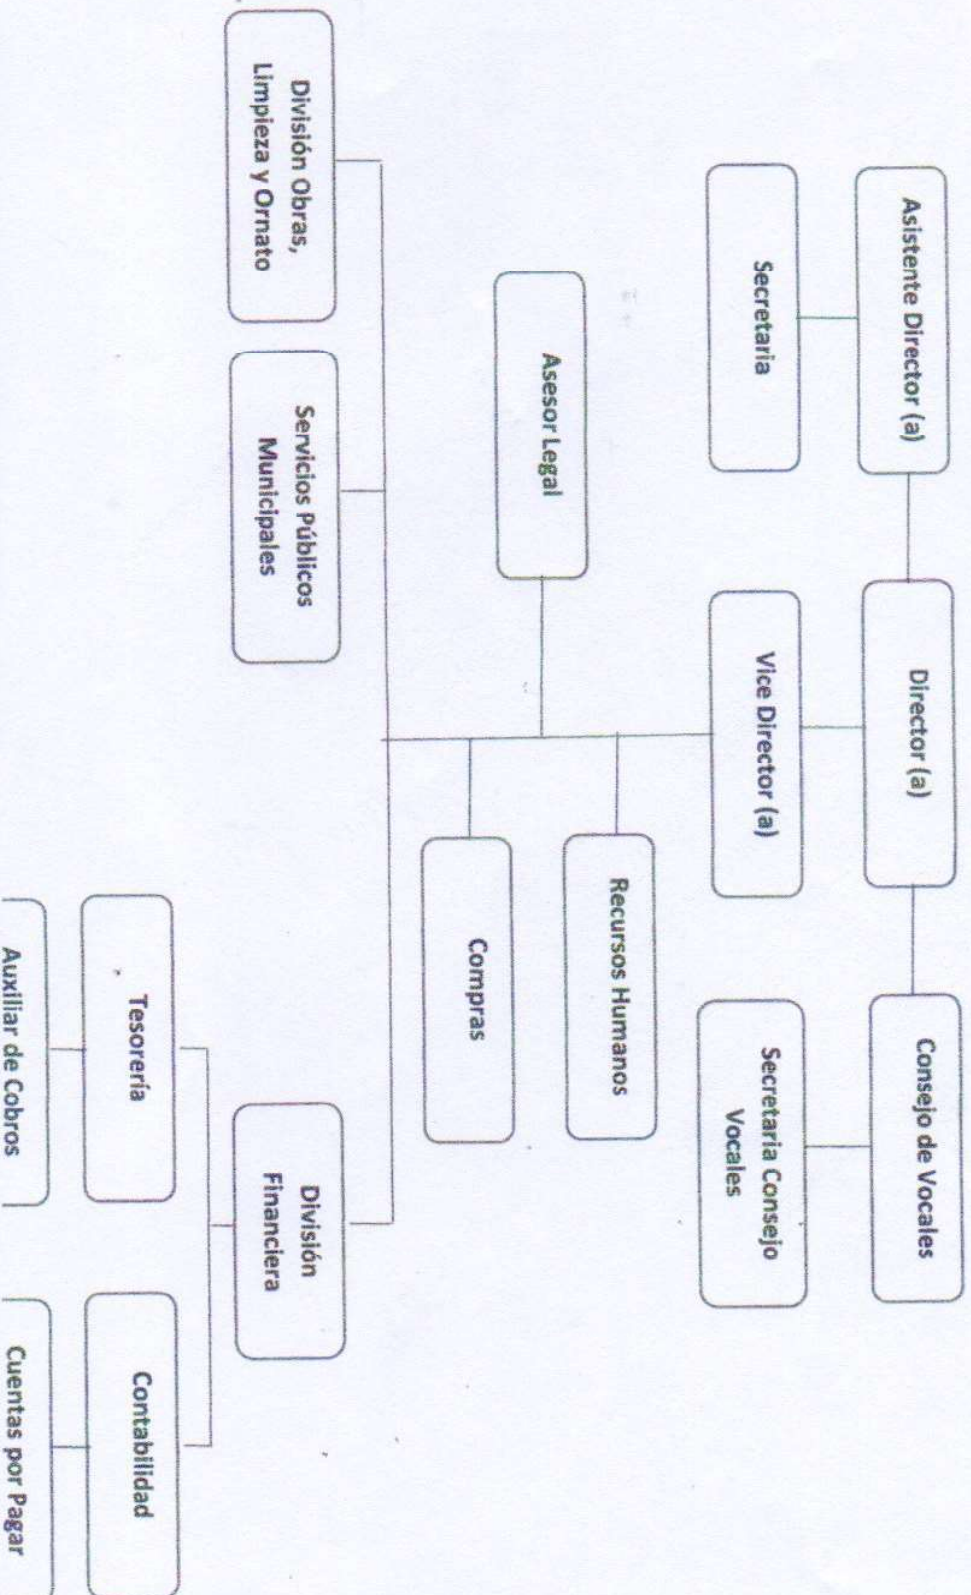 Asistente Director (a)
Director (a)
Consejo de Vocales
Secretaria
Vice Director (a)
Secretaria Consejo
Vocales
Recursos Humanos
Asesor Legal
Compras
División Obras,
Limpieza y Ornato
Servicios Públicos
Municipales
División
Financiera
Tesorería
Contabilidad
Auxiliar de Cobros
Cuentas por Pagar